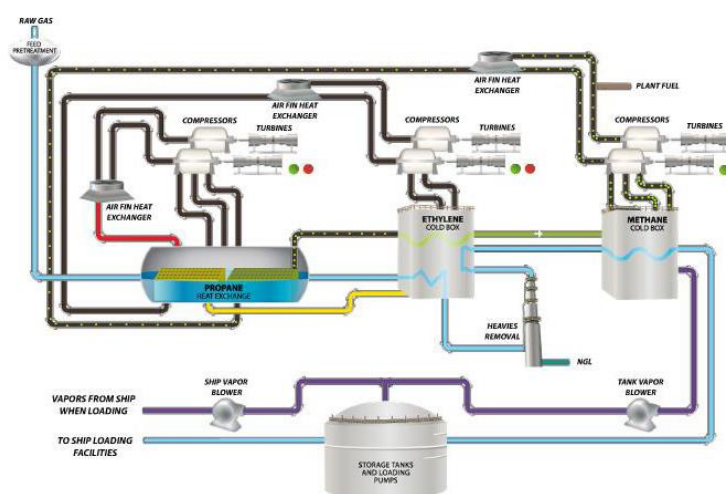 RAW GAS
FEED
PRETREATMENT
AIR FIN HEAT
EXCHANGER
PLANT FUEL
AIR FIN HEAT
EXCHANGER
COMPRESSORS
TURBINES
COMPRESSORS
TURBINES
COMPRESSORS
TURBINES
AIR FIN HEAT
EXCHANGER
ETHYLENE
COLD BOX
METHANE
COLD BOX
PROPANE
HEAT EXCHANGE
HEAVIES
REMOVAL
NGL
SHIP VAPOR
BLOWER
TANK VAPOR
BLOWER
VAPORS FROM SHIP
WHEN LOADING
TO SHIP LOADING
FACILITIES
STORAGE TANKS
AND LOADING
PUMPS